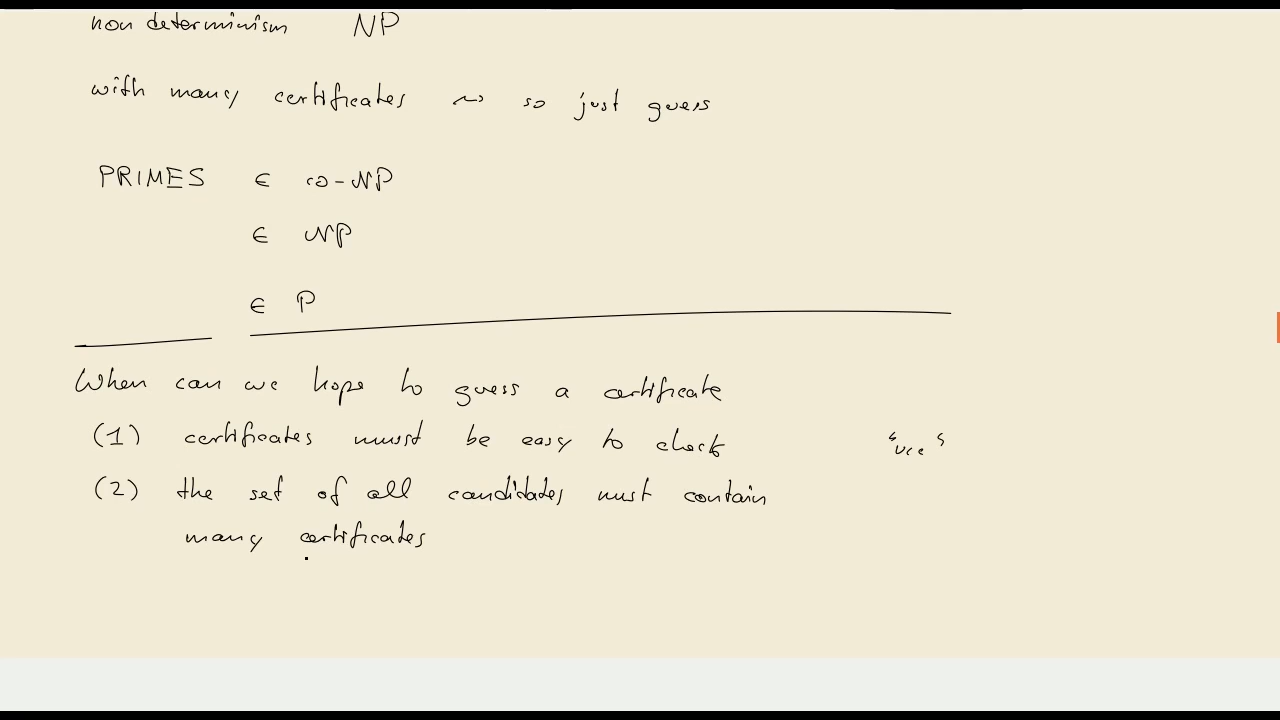 non determinism NP
with many certificates ⇝ so just guess
PRIMES ∈ co-NP
∈ NP
∈ P
When can we hope to guess a certificate
(1) certificates must be easy to check
(2) the set of all candidates must contain
many certificates